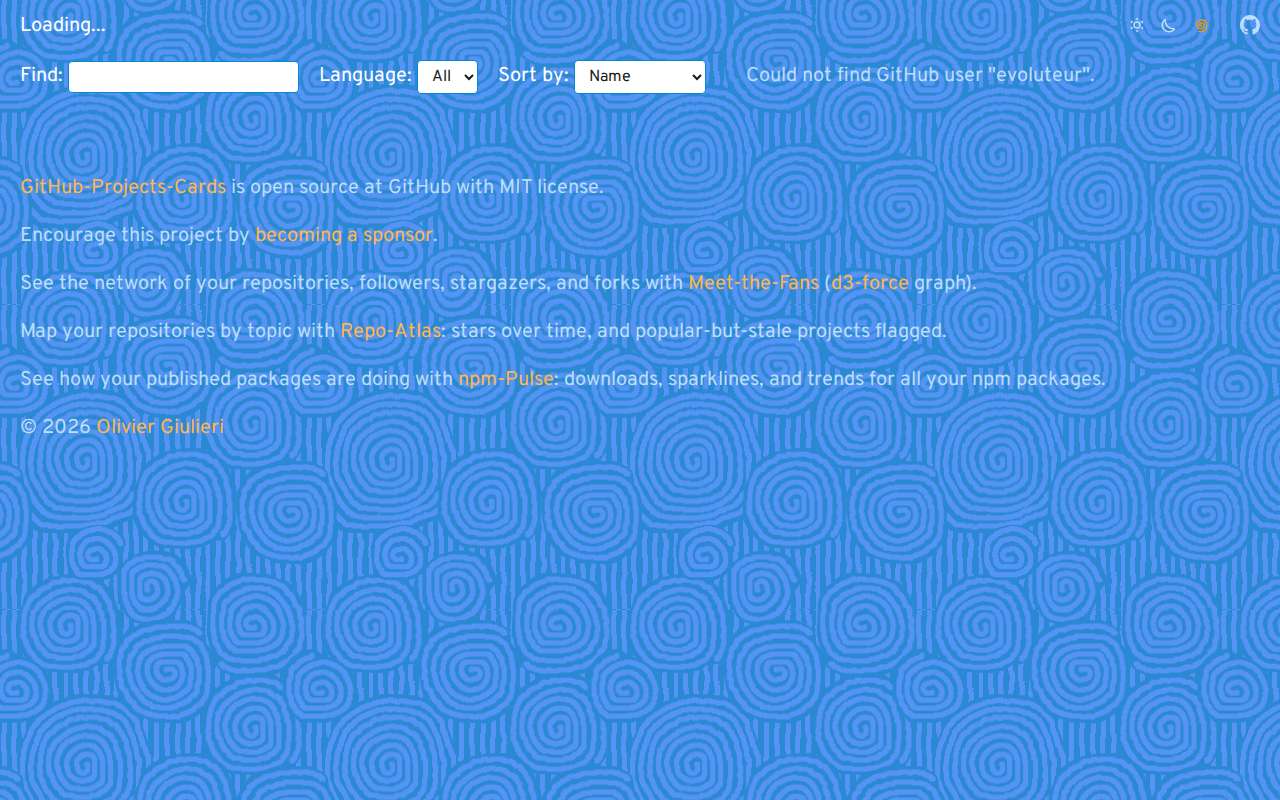 Loading...
Find: Language: All Sort by: Name Could not find GitHub user "evoluteur".
GitHub-Projects-Cards is open source at GitHub with MIT license.
Encourage this project by becoming a sponsor.
See the network of your repositories, followers, stargazers, and forks with Meet-the-Fans (d3-force graph).
Map your repositories by topic with Repo-Atlas: stars over time, and popular-but-stale projects flagged.
See how your published packages are doing with npm-Pulse: downloads, sparklines, and trends for all your npm packages.
© 2026 Olivier Giulieri